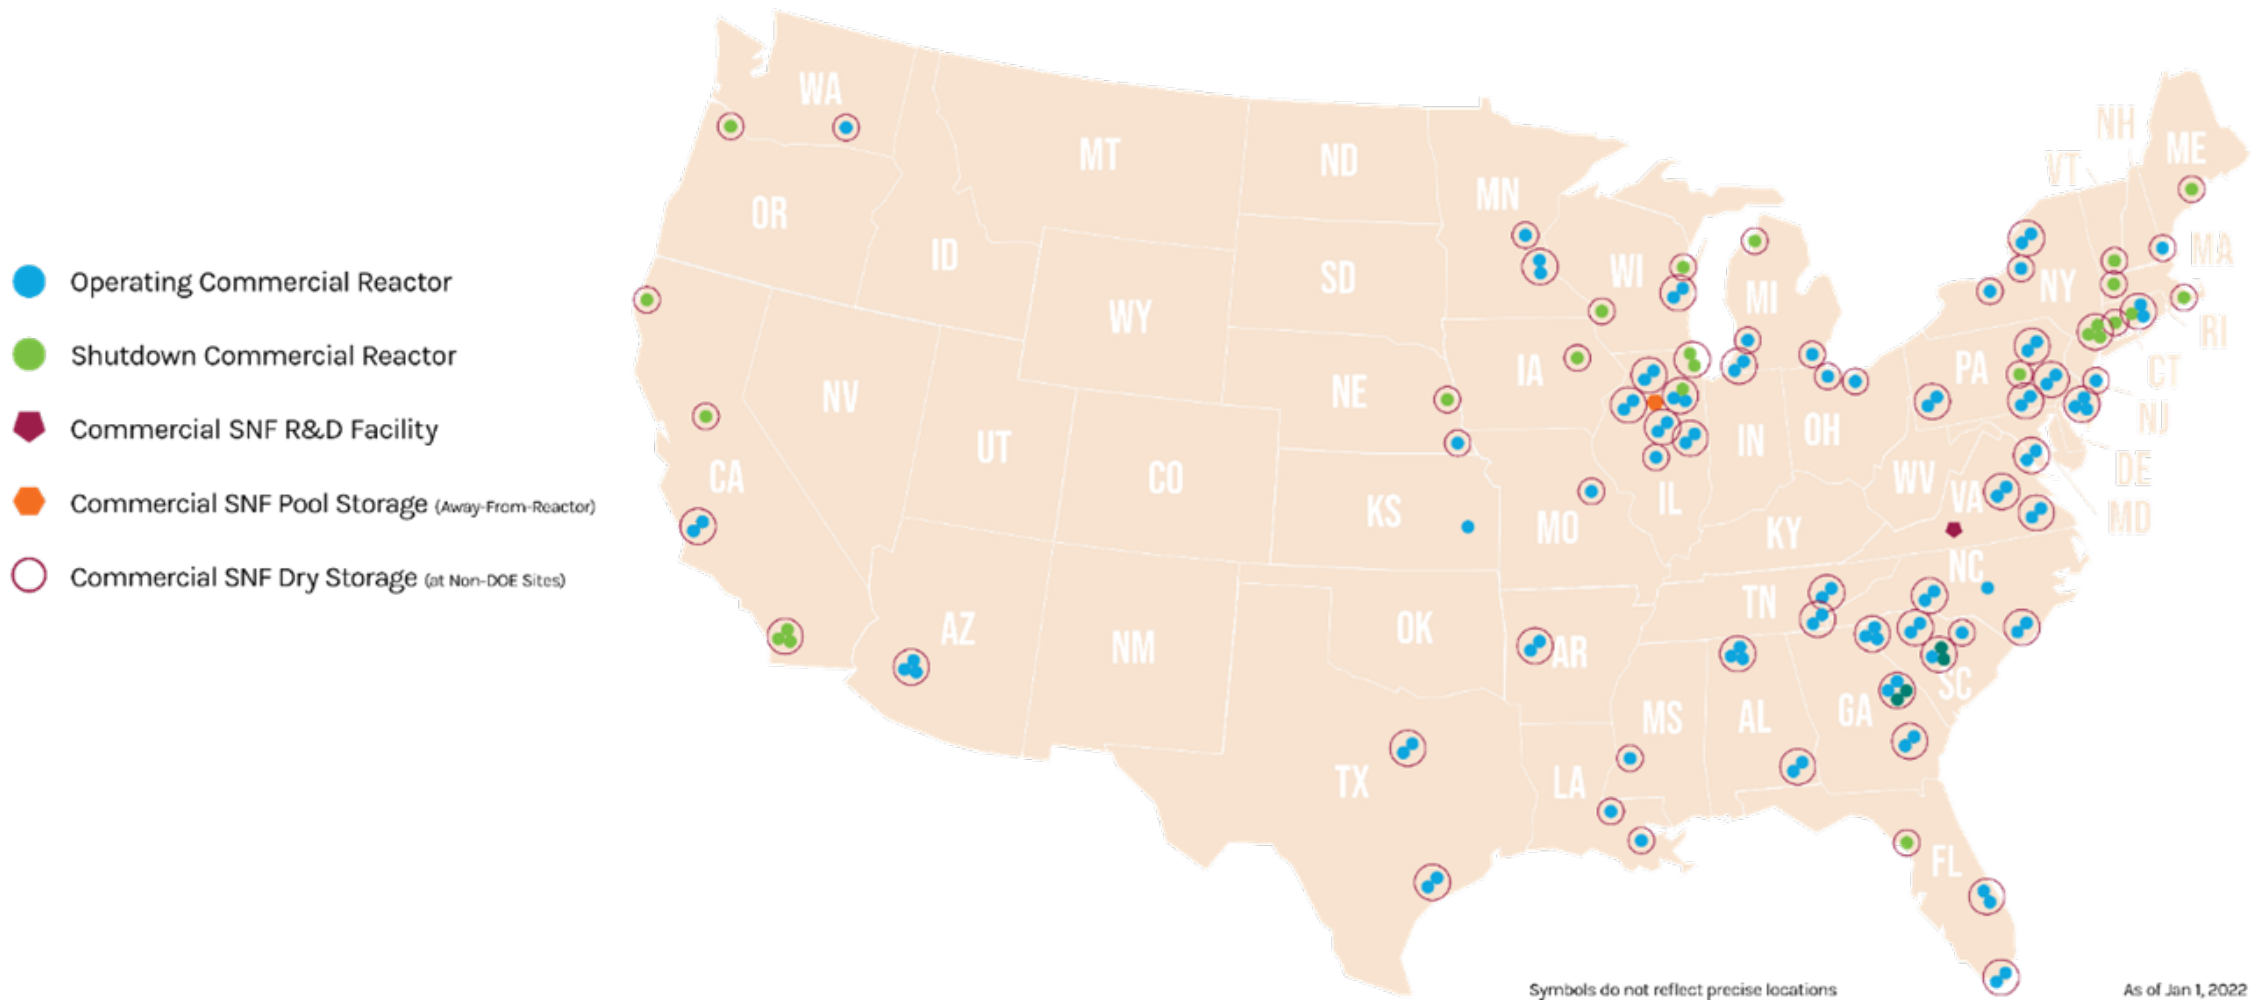 Operating Commercial Reactor
Shutdown Commercial Reactor
Commercial SNF R&D Facility
Commercial SNF Pool Storage (Away-From-Reactor)
Commercial SNF Dry Storage (at Non-DOE Sites)
WA
MT
ND
MN
NH
ME
VT
OR
ID
SD
WI
MI
NY
MA
WY
RI
NV
NE
IA
PA
CT
NJ
UT
CO
IN
OH
CA
KS
MO
IL
KY
WV
VA
DE
MD
AZ
NM
OK
AR
TN
NC
SC
TX
LA
MS
AL
GA
FL
Symbols do not reflect precise locations
As of Jan 1, 2022